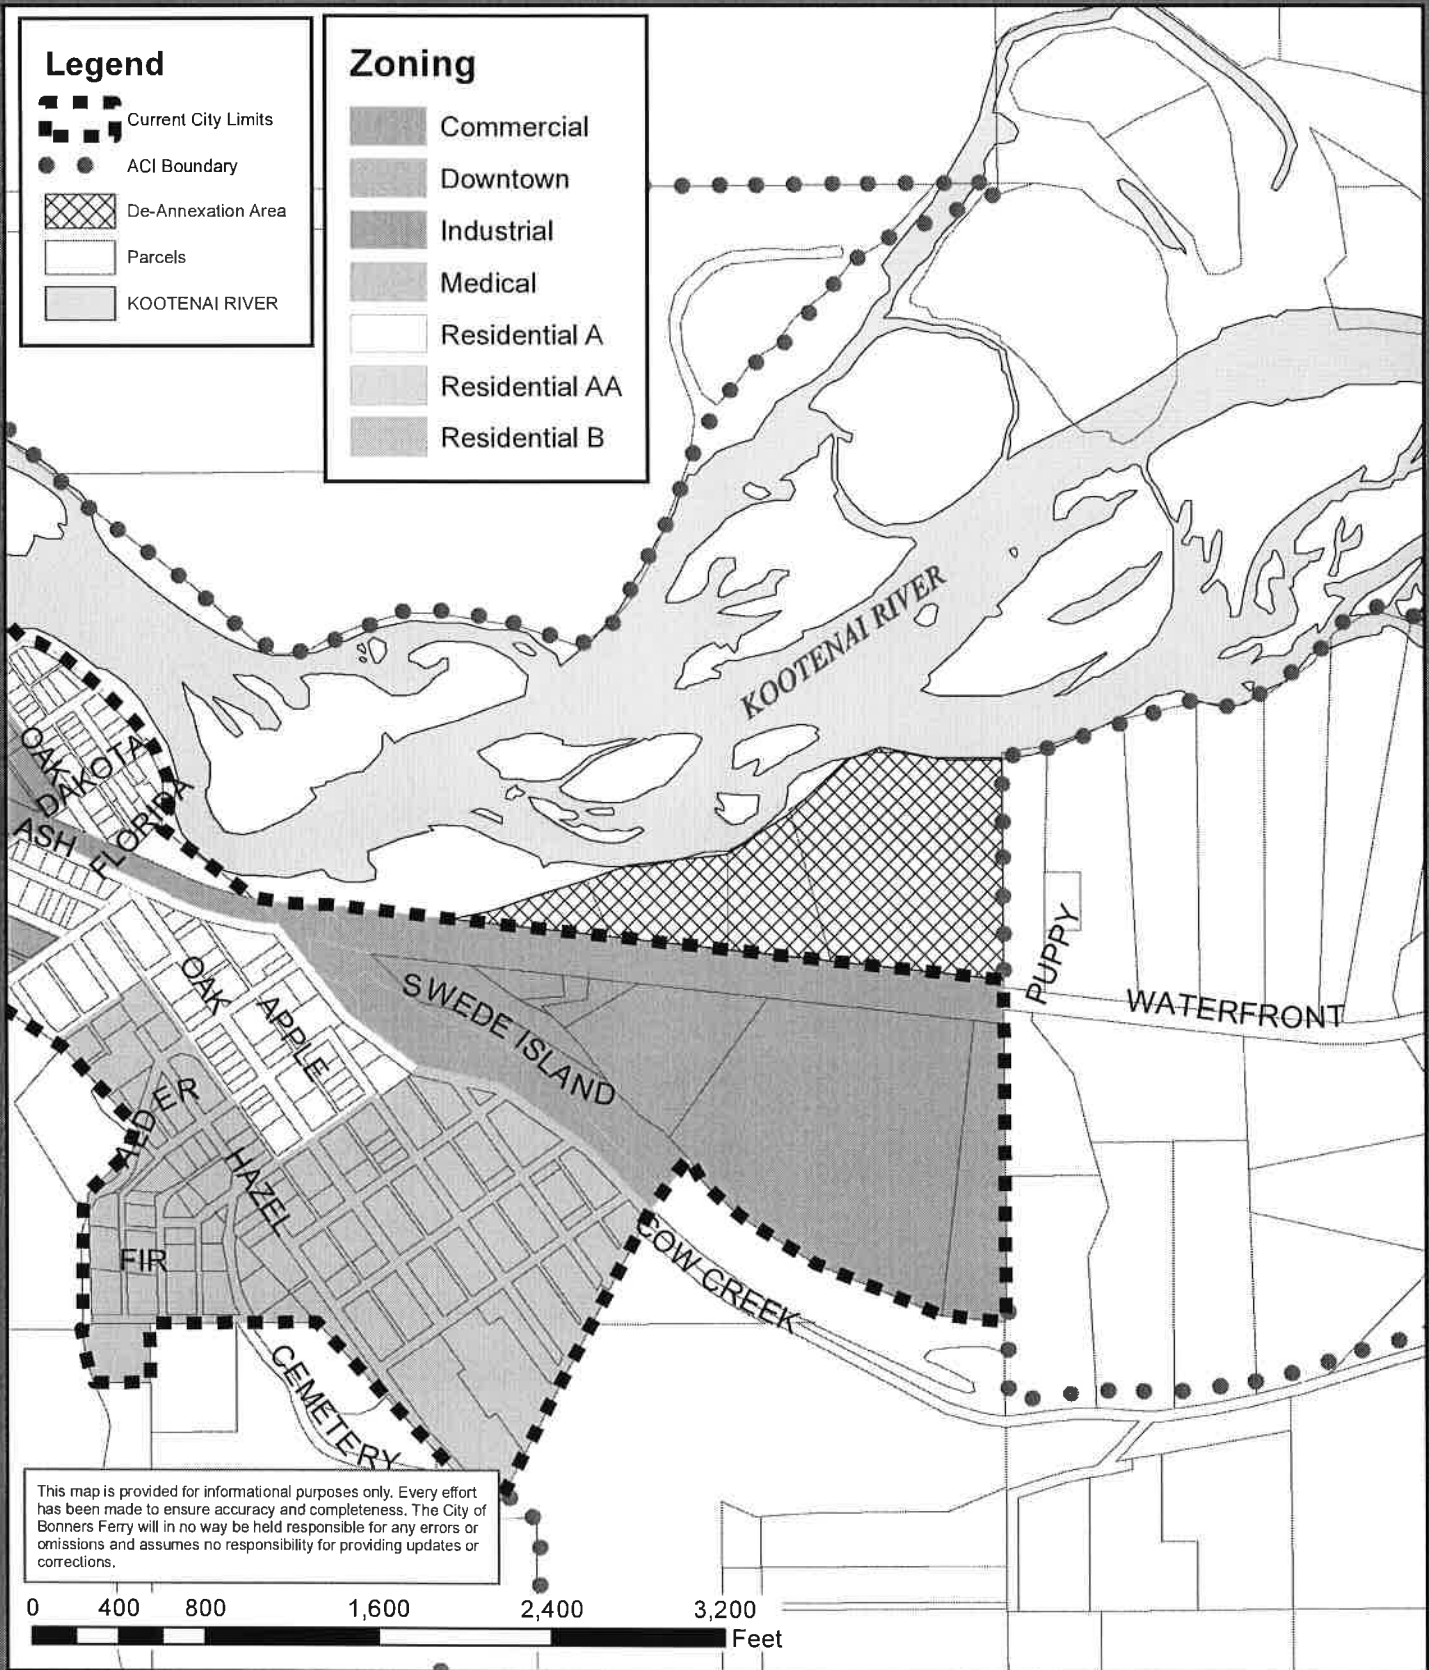 Legend
Current City Limits
ACI Boundary
De-Annexation Area
Parcels
KOOTENAI RIVER
Zoning
Commercial
Downtown
Industrial
Medical
Residential A
Residential AA
Residential B
KOOTENAI RIVER
OAK
DAKOTA
FLORIDA
ASH
OAK
APPLE
SWEDE ISLAND
PUPPY
WATERFRONT
ALDER
HAZEL
FIR
COW CREEK
CEMETERY
This map is provided for informational purposes only. Every effort
has been made to ensure accuracy and completeness. The City of
Bonners Ferry will in no way be held responsible for any errors or
omissions and assumes no responsibility for providing updates or
corrections.
0 400 800 1,600 2,400 3,200
Feet